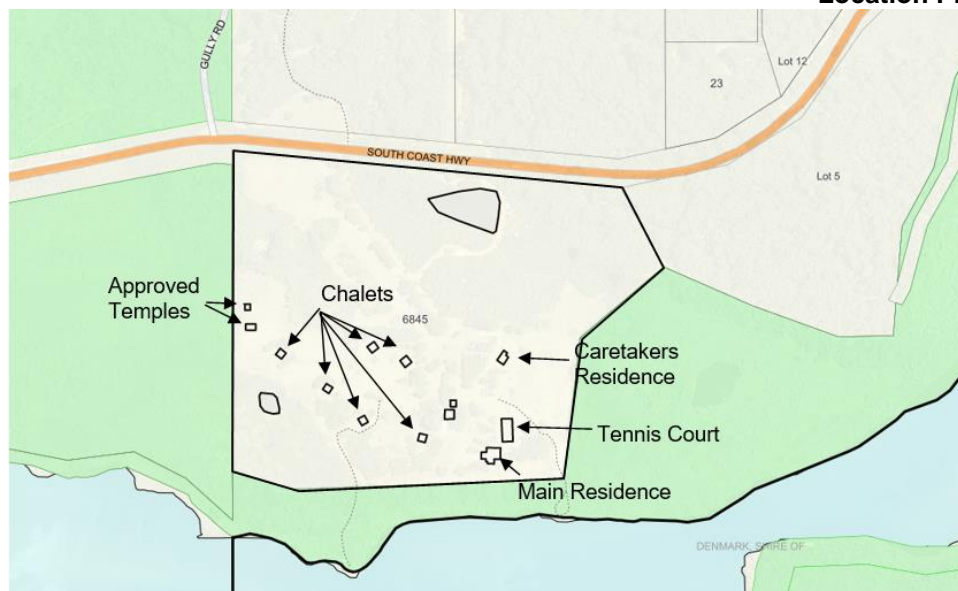 GULLY RD
Lot 12
23
SOUTH COAST HWY
Lot 5
Approved
Temples
Chalets
6845
Caretakers
Residence
Tennis Court
Main Residence
DENMARK, SHIRE OF